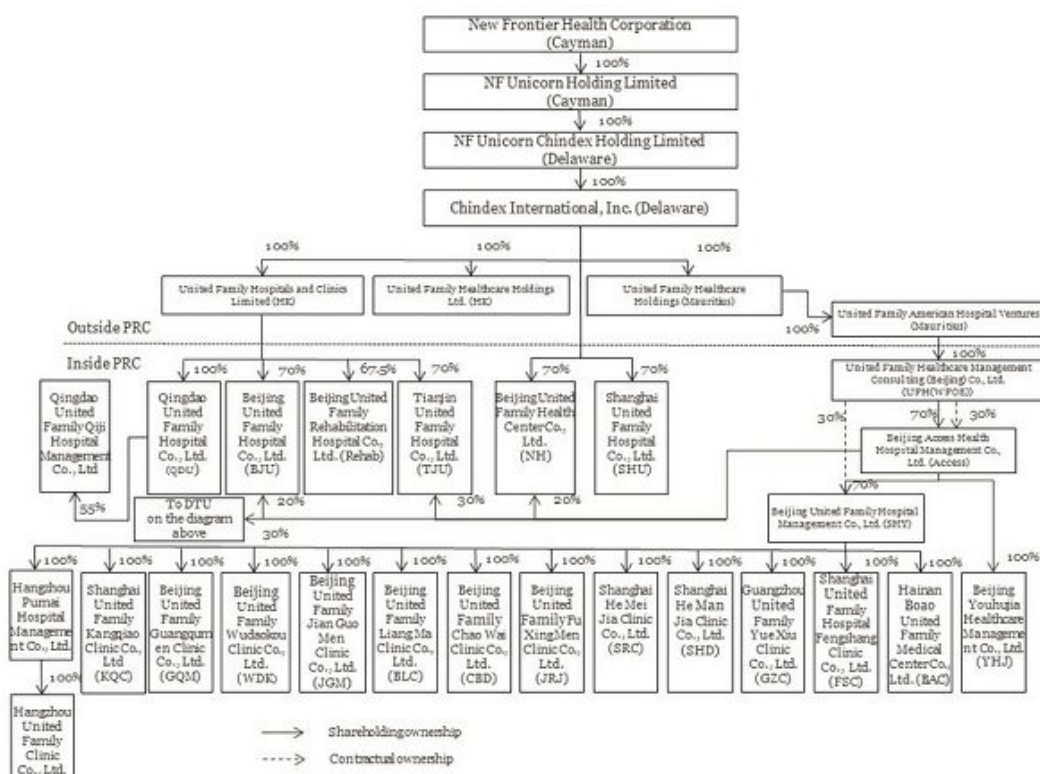 New Frontier Health Corporation
(Cayman)
100%
NF Unicorn Holding Limited
(Cayman)
100%
NF Unicorn Chindex Holding Limited
(Delaware)
100%
Chindex International, Inc. (Delaware)
100%
100%
100%
United Family Hospitals and Clinics
Limited (HK)
United Family Healthcare Holdings
Ltd. (HK)
United Family Healthcare
Holdings (Mauritius)
100%
United Family American Hospital Ventures
(Mauritius)
Outside PRC
Inside PRC
100%
United Family Healthcare Management
Consulting (Beijing) Co., Ltd.
(UFH(WFOE))
30%
70%
30%
Beijing Access Health
Hospital Management Co.,
Ltd. (Access)
100%
70%
67.5%
70%
70%
70%
Qingdao
United
Family Qiji
Hospital
Management
Co., Ltd
Qingdao
United
Family
Hospital
Co., Ltd.
(QDU)
Beijing
United
Family
Hospital
Co., Ltd.
(BJU)
Beijing United
Family
Rehabilitation
Hospital Co.,
Ltd. (Rehab)
Tianjin
United
Family
Hospital
Co., Ltd.
(TJU)
Beijing United
Family Health
Center Co.,
Ltd.
(NH)
Shanghai
United
Family
Hospital
Co., Ltd.
(SHU)
55%
To DTU
on the diagram
above
20%
30%
30%
20%
70%
Beijing United Family Hospital
Management Co., Ltd. (SMY)
100%
100%
100%
100%
100%
100%
100%
100%
100%
100%
100%
100%
100%
100%
Hangzhou
Pumai
Hospital
Manageme
nt Co., Ltd.
Shanghai
United
Family
Kangqiao
Clinic Co.,
Ltd
(KQC)
Beijing
United
Family
Guangqum
en Clinic
Co., Ltd.
(GQM)
Beijing
United
Family
Wudaokou
Clinic Co.,
Ltd.
(WDK)
Beijing
United
Family
Jian Guo
Men
Clinic
Co., Ltd.
(JGM)
Beijing
United
Family
Liang Ma
Clinic Co.,
Ltd.
(BLC)
Beijing
United
Family
Chao Wai
Clinic Co.,
Ltd.
(CBD)
Beijing
United
Family Fu
Xing Men
Clinic Co.,
Ltd.
(JRJ)
Shanghai
He Mei
Jia Clinic
Co., Ltd.
(SRC)
Shanghai
He Man
Jia Clinic
Co., Ltd.
(SHD)
Guangzhou
United
Family
Yue Xiu
Clinic
Co., Ltd.
(GZC)
Shanghai
United
Family
Hospital
Fengshang
Clinic Co.,
Ltd.
(FSC)
Hainan
Boao
United
Family
Medical
Center Co.,
Ltd. (BAC)
Beijing
Youhujia
Healthcare
Manageme
nt Co., Ltd.
(YHJ)
100%
Hangzhou
United
Family
Clinic
Co., Ltd.
Shareholding ownership
Contractual ownership